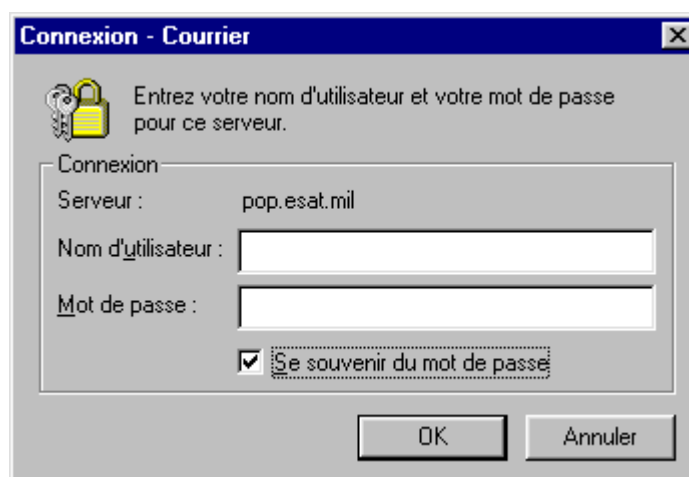 Connexion - Courrier
Entrez votre nom d'utilisateur et votre mot de passe
pour ce serveur.
Connexion
Serveur : pop.esat.mil
Nom d'utilisateur :
Mot de passe :
Se souvenir du mot de passe
OK Annuler